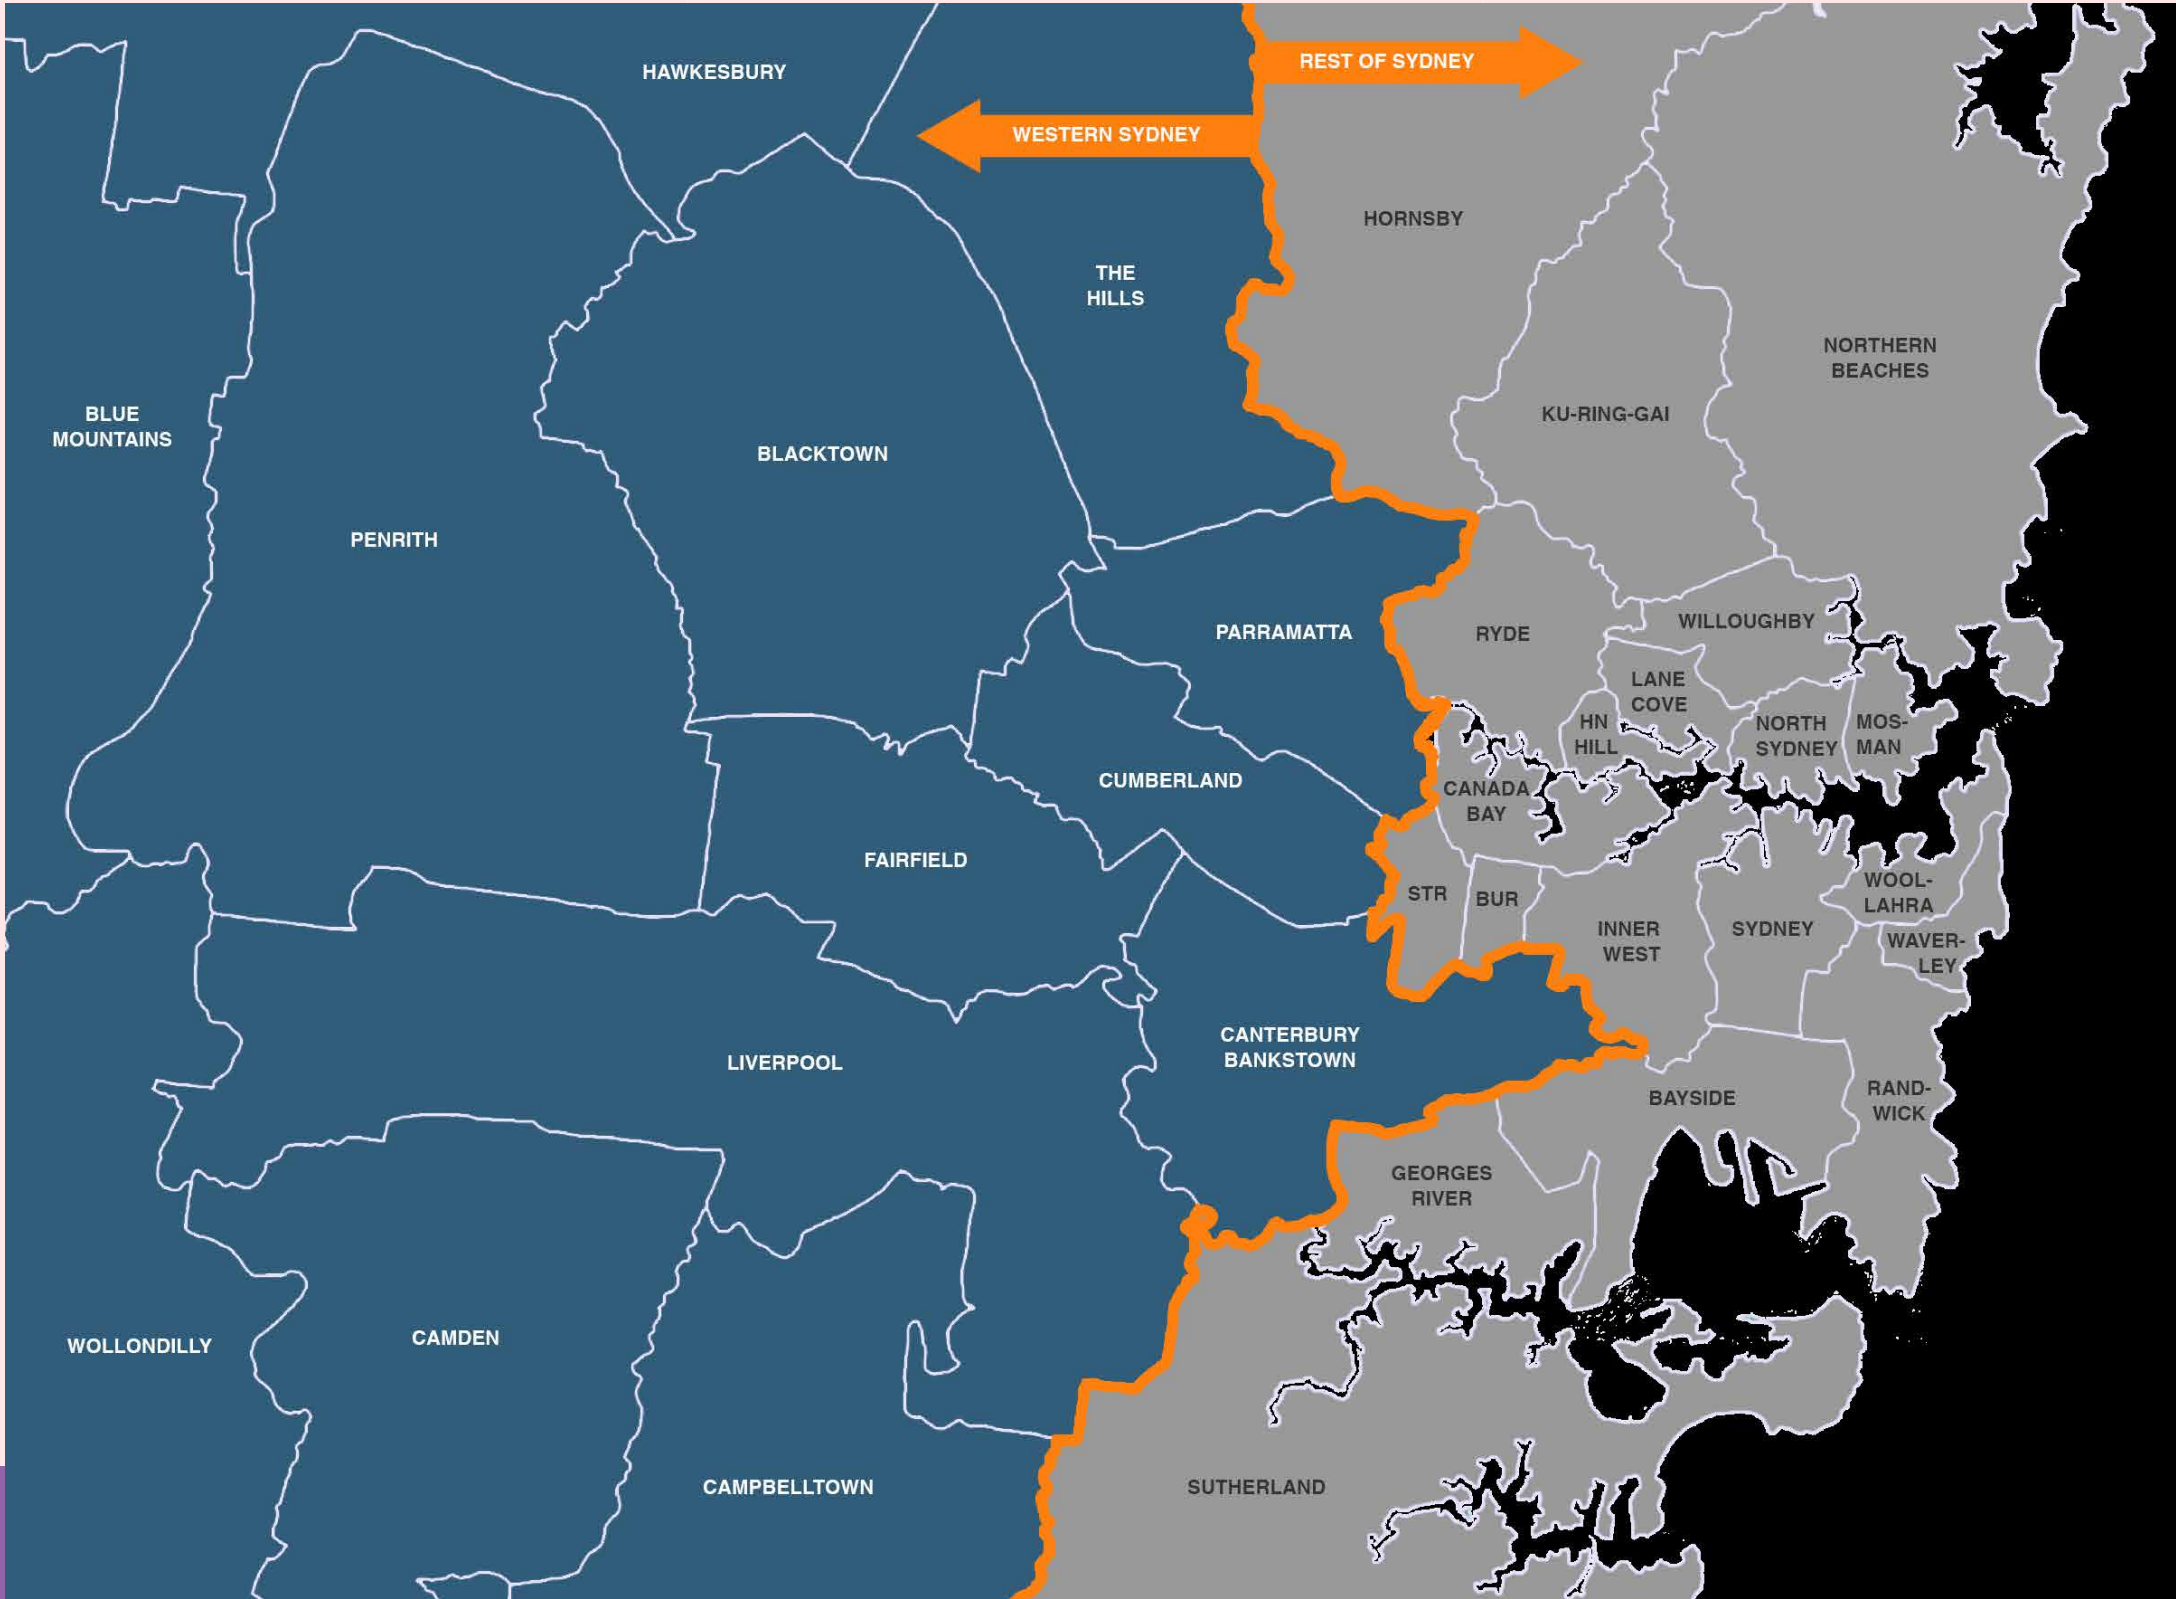 HAWKESBURY
REST OF SYDNEY
WESTERN SYDNEY
HORNSBY
THE
HILLS
NORTHERN
BEACHES
BLUE
MOUNTAINS
KU-RING-GAI
BLACKTOWN
PENRITH
PARRAMATTA
RYDE
WILLOUGHBY
LANE
COVE
HN
HILL
NORTH
SYDNEY
MOS-
MAN
CUMBERLAND
CANADA
BAY
FAIRFIELD
STR
BUR
WOOL-
LAHRA
INNER
WEST
SYDNEY
WAVER-
LEY
CANTERBURY
BANKSTOWN
LIVERPOOL
BAYSIDE
RAND-
WICK
GEORGES
RIVER
WOLLONDILLY
CAMDEN
CAMPBELLTOWN
SUTHERLAND